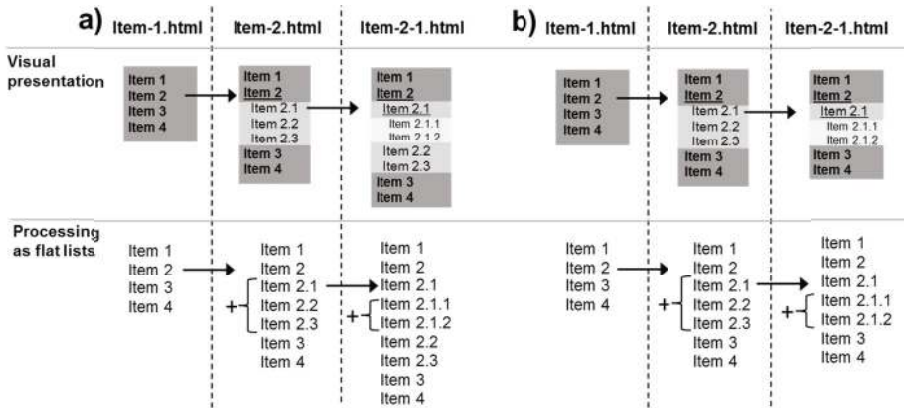 a) Item-1.html Item-2.html Item-2-1.html
Visual
presentation
Item 1
Item 2
Item 3
Item 4
Item 1
Item 2
Item 2.1
Item 2.2
Item 2.3
Item 3
Item 4
Item 1
Item 2
Item 2.1
Item 2.1.1
Item 2.1.2
Item 2.2
Item 2.3
Item 3
Item 4
Processing
as flat lists
Item 1
Item 2
Item 3
Item 4
Item 1
Item 2
Item 2.1
Item 2.2
Item 2.3
Item 3
Item 4
+
Item 1
Item 2
Item 2.1
Item 2.1.1
Item 2.1.2
Item 2.2
Item 2.3
Item 3
Item 4
+
b) Item-1.html Item-2.html Item-2-1.html
Item 1
Item 2
Item 3
Item 4
Item 1
Item 2
Item 2.1
Item 2.2
Item 2.3
Item 3
Item 4
Item 1
Item 2
Item 2.1
Item 2.1.1
Item 2.1.2
Item 3
Item 4
Item 1
Item 2
Item 3
Item 4
Item 1
Item 2
Item 2.1
Item 2.2
Item 2.3
Item 3
Item 4
+
Item 1
Item 2
Item 2.1
Item 2.1.1
Item 2.1.2
Item 3
Item 4
+